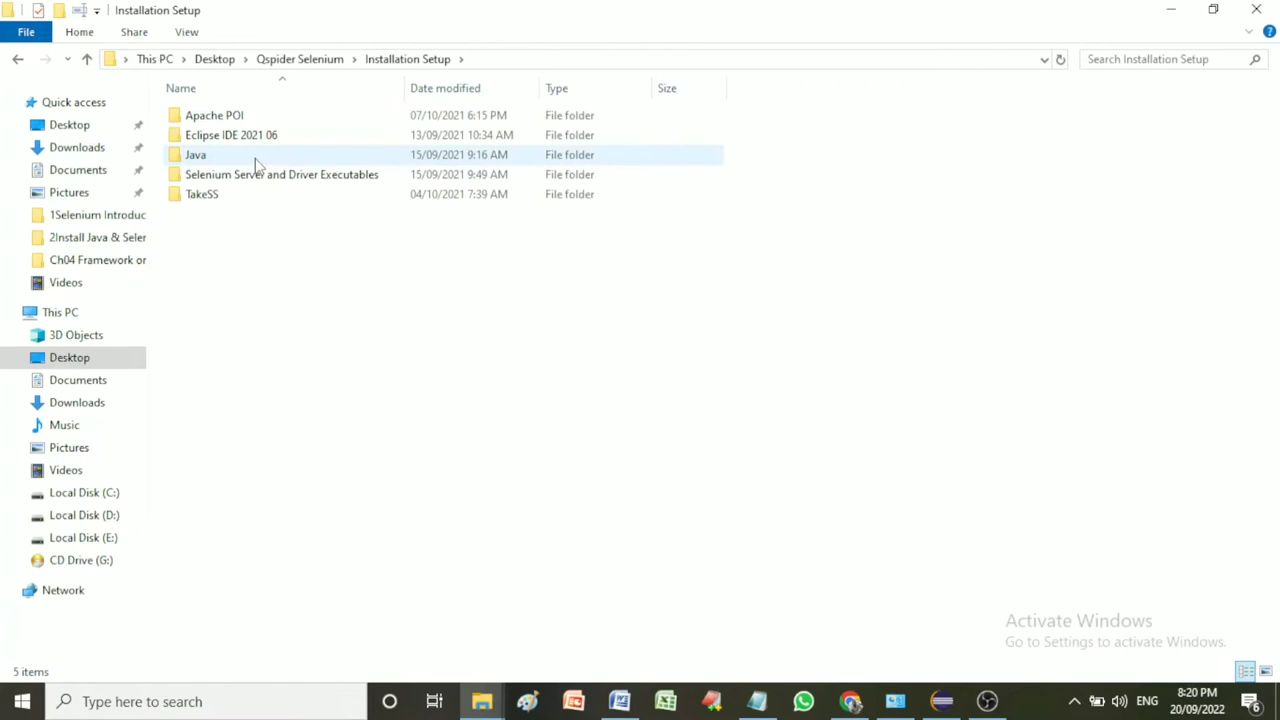 Installation Setup
File Home Share View
This PC Desktop Qspider Selenium Installation Setup Search Installation Setup
Name Date modified Type Size
Quick access
Desktop
Downloads
Documents
Pictures
1Selenium Introduc
2Install Java & Seler
Ch04 Framework or
Videos
This PC
3D Objects
Desktop
Documents
Downloads
Music
Pictures
Videos
Local Disk (C:)
Local Disk (D:)
Local Disk (E:)
CD Drive (G:)
Network
Apache POI 07/10/2021 6:15 PM File folder
Eclipse IDE 2021 06 13/09/2021 10:34 AM File folder
Java 15/09/2021 9:16 AM File folder
Selenium Server and Driver Executables 15/09/2021 9:49 AM File folder
TakeSS 04/10/2021 7:39 AM File folder
Activate Windows
Go to Settings to activate Windows.
5 items
Type here to search
ENG
8:20 PM
20/09/2022
6